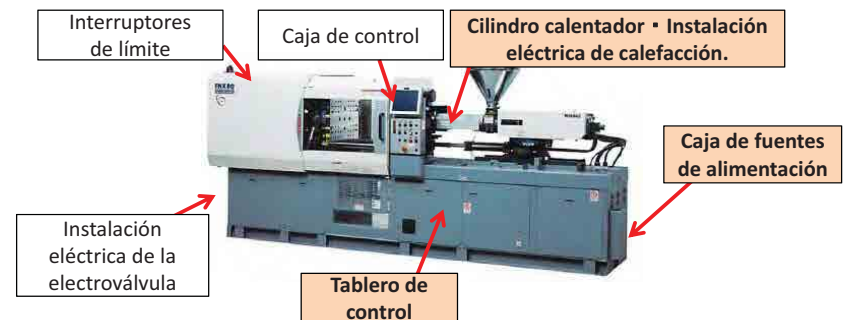 Interruptores
de límite
Caja de control
Cilindro calentador・Instalación
eléctrica de calefacción.
Caja de fuentes
de alimentación
Instalación
eléctrica de la
electroválvula
Tablero de
control